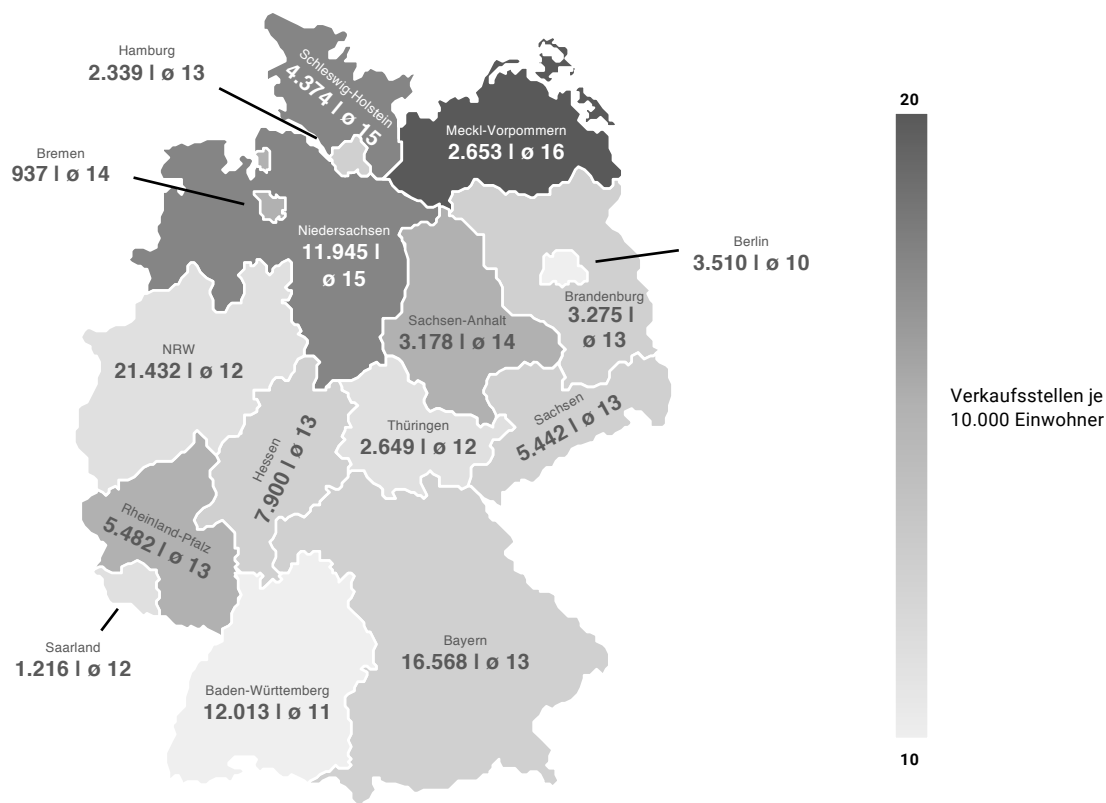 Hamburg
2.339 | ø 13
Schleswig-Holstein
4.374 | ø 15
Meckl-Vorpommern
2.653 | ø 16
Bremen
937 | ø 14
Niedersachsen
11.945 |
ø 15
Berlin
3.510 | ø 10
Brandenburg
3.275 |
ø 13
Sachsen-Anhalt
3.178 | ø 14
NRW
21.432 | ø 12
Sachsen
5.442 | ø 13
Thüringen
2.649 | ø 12
Hessen
7.900 | ø 13
Rheinland-Pfalz
5.482 | ø 13
Saarland
1.216 | ø 12
Bayern
16.568 | ø 13
Baden-Württemberg
12.013 | ø 11
20
Verkaufsstellen je
10.000 Einwohner
10